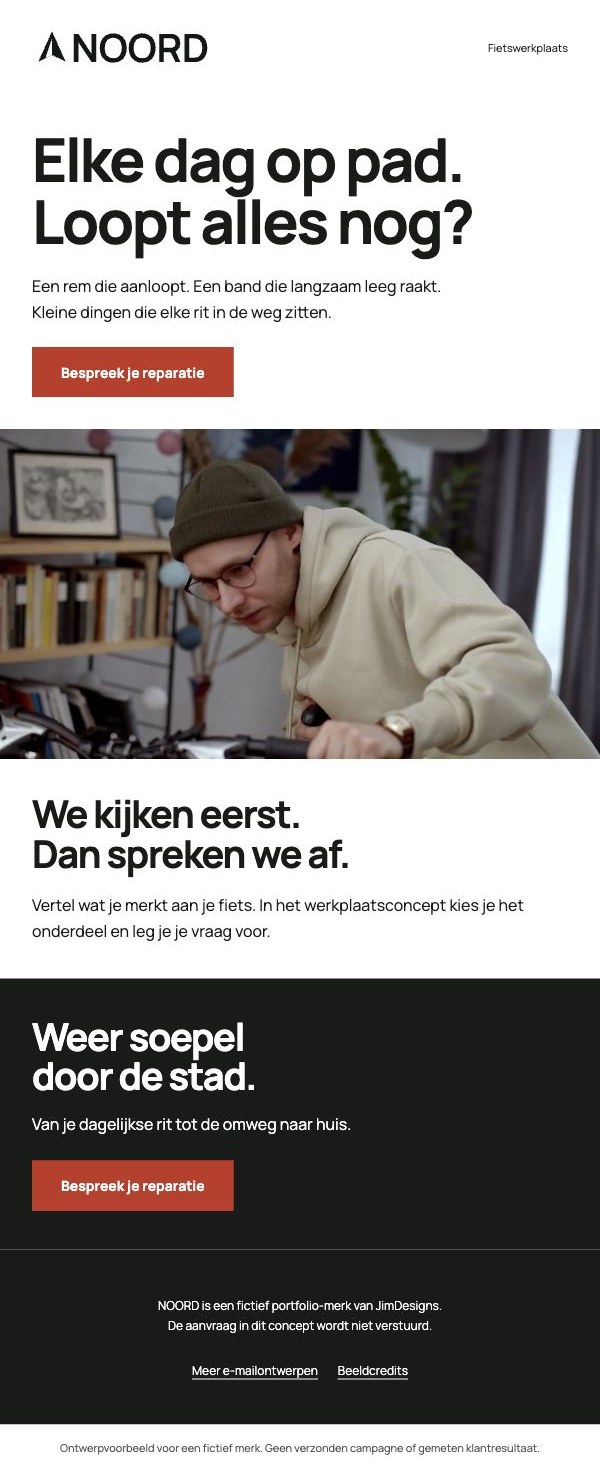 NOORD
Fietswerkplaats
Elke dag op pad.
Loopt alles nog?
Een rem die aanloopt. Een band die langzaam leeg raakt.
Kleine dingen die elke rit in de weg zitten.
Bespreek je reparatie
We kijken eerst.
Dan spreken we af.
Vertel wat je merkt aan je fiets. In het werkplaatsconcept kies je het
onderdeel en leg je je vraag voor.
Weer soepel
door de stad.
Van je dagelijkse rit tot de omweg naar huis.
Bespreek je reparatie
NOORD is een fictief portfolio-merk van JimDesigns.
De aanvraag in dit concept wordt niet verstuurd.
Meer e-mailontwerpen Beeldcredits
Ontwerpvoorbeeld voor een fictief merk. Geen verzonden campagne of gemeten klantresultaat.